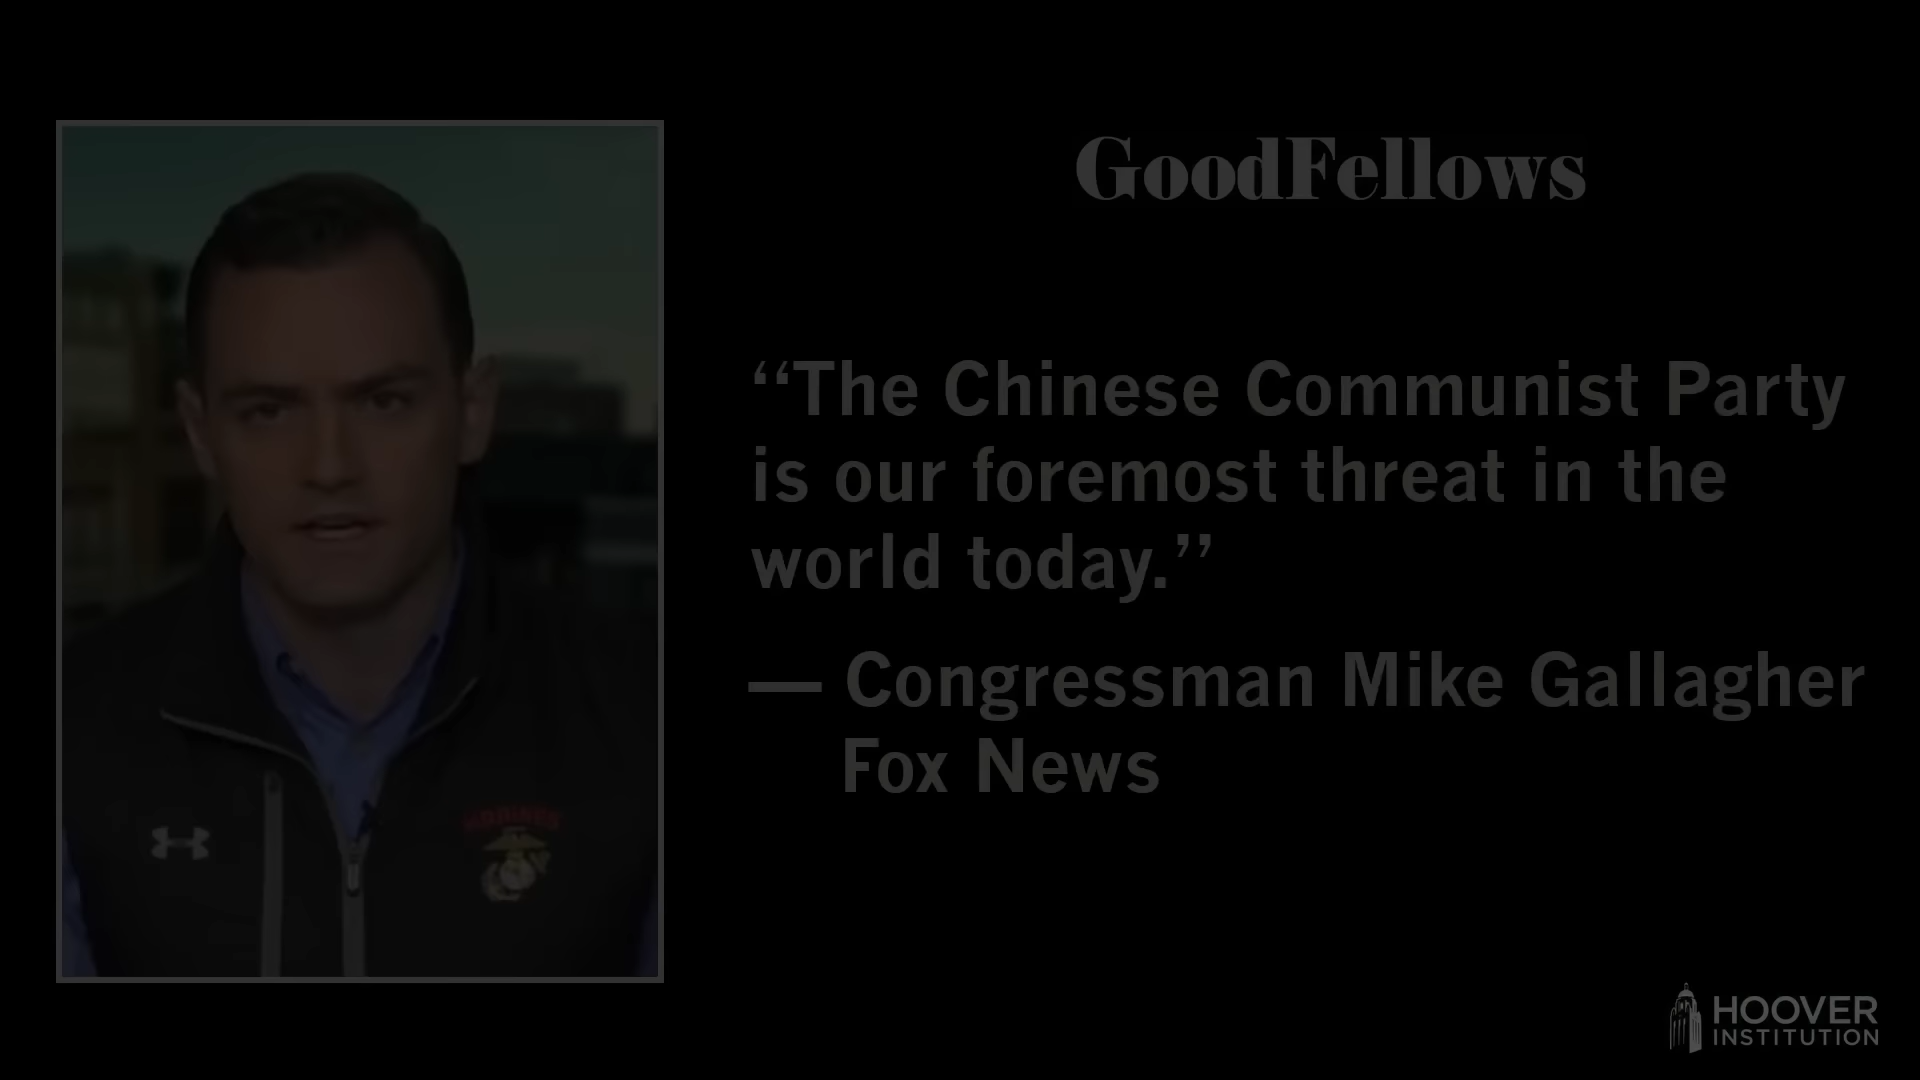 GoodFellows
“The Chinese Communist Party
is our foremost threat in the
world today.”
— Congressman Mike Gallagher
Fox News
MARINES
HOOVER
INSTITUTION